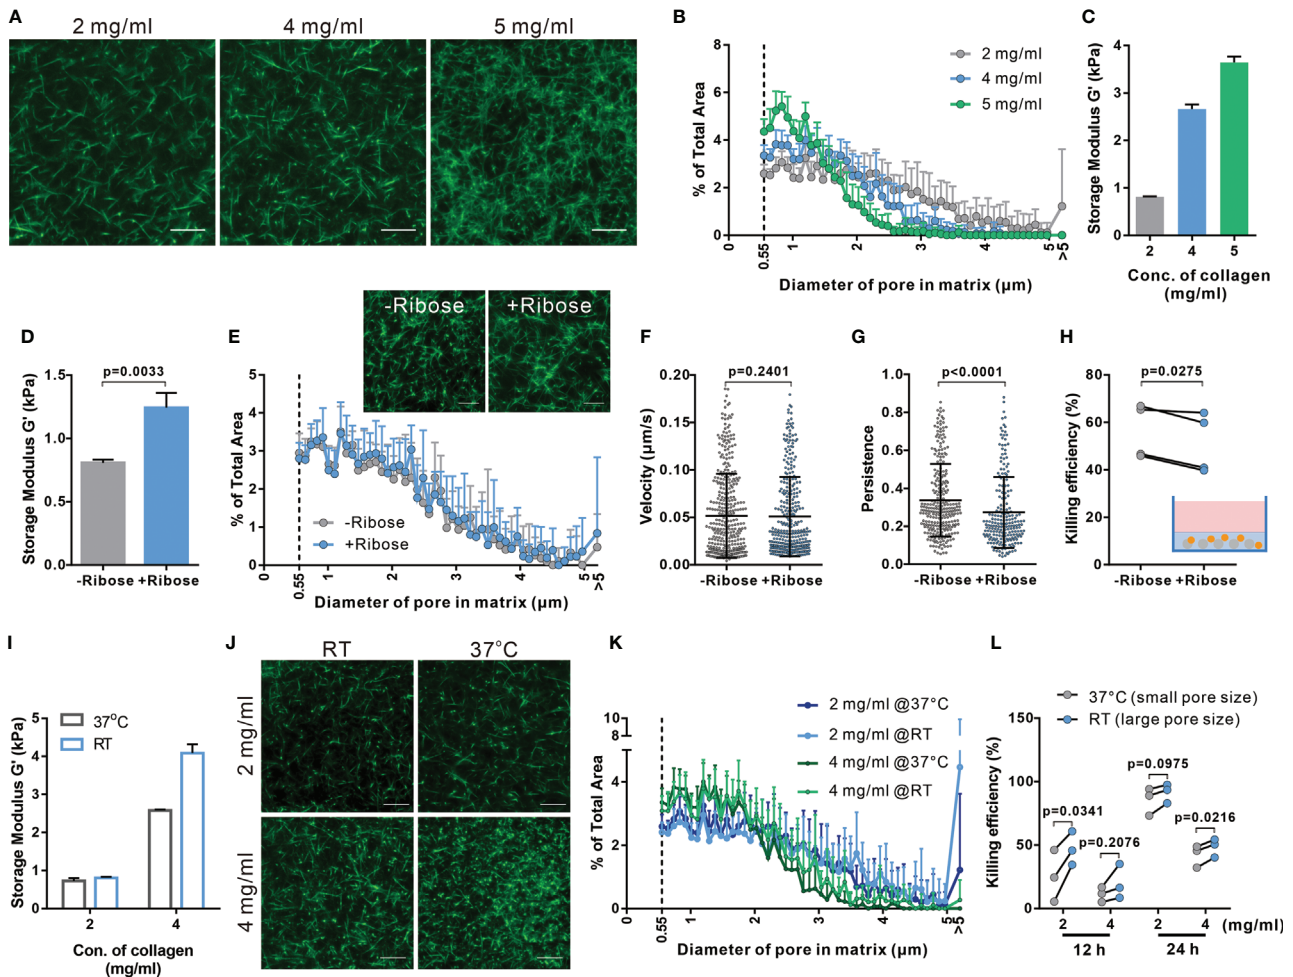 A
2 mg/ml
4 mg/ml
5 mg/ml
B
% of Total Area
8
6
4
2
0
2 mg/ml
4 mg/ml
5 mg/ml
0
0.55
1
2
3
4
5
>5
Diameter of pore in matrix (μm)
C
Storage Modulus G' (kPa)
4
3
2
1
0
2
4
5
Conc. of collagen
(mg/ml)
D
Storage Modulus G' (kPa)
p=0.0033
1.5
1.0
0.5
0.0
-Ribose
+Ribose
E
-Ribose
+Ribose
% of Total Area
5
4
3
2
1
0
-Ribose
+Ribose
0
0.55
1
2
3
4
5
>5
Diameter of pore in matrix (μm)
F
Velocity (μm/s)
p=0.2401
0.20
0.15
0.10
0.05
0.00
-Ribose
+Ribose
G
Persistence
p<0.0001
1.0
0.8
0.6
0.4
0.2
0.0
-Ribose
+Ribose
H
Killing efficiency (%)
p=0.0275
80
60
40
20
0
-Ribose
+Ribose
I
Storage Modulus G' (kPa)
5
4
3
2
1
0
37°C
RT
2
4
Con. of collagen
(mg/ml)
J
RT
37°C
2 mg/ml
4 mg/ml
K
% of Total Area
10
8
4
2
0
2 mg/ml @37°C
2 mg/ml @RT
4 mg/ml @37°C
4 mg/ml @RT
0
0.55
1
2
3
4
5
>5
Diameter of pore in matrix (μm)
L
37°C (small pore size)
RT (large pore size)
Killing efficiency (%)
150
100
50
0
p=0.0341
p=0.2076
p=0.0975
p=0.0216
2
4
2
4
(mg/ml)
12 h
24 h